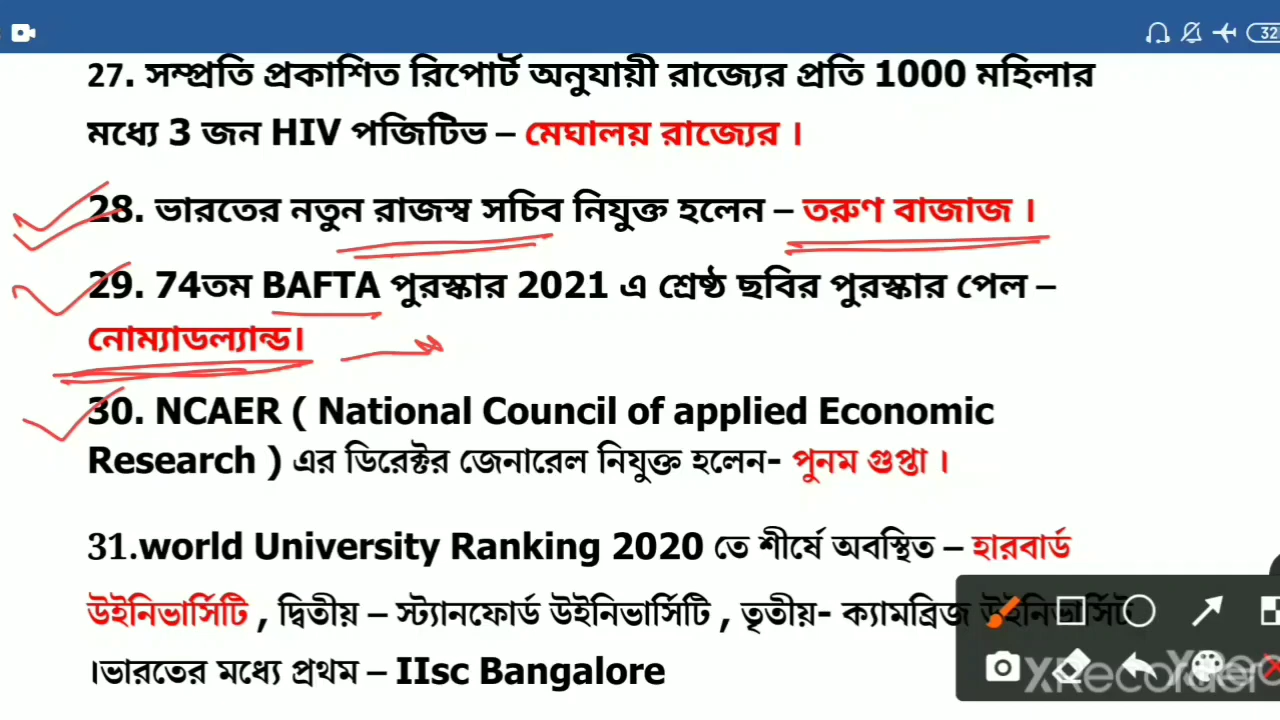 32
27. সম্প্রতি প্রকাশিত রিপোর্ট অনুযায়ী রাজ্যের প্রতি 1000 মহিলার
মধ্যে 3 জন HIV পজিটিভ – মেঘালয় রাজ্যের ।
28. ভারতের নতুন রাজস্ব সচিব নিযুক্ত হলেন – তরুণ বাজাজ ।
29. 74তম BAFTA পুরস্কার 2021 এ শ্রেষ্ঠ ছবির পুরস্কার পেল –
নোম্যাডল্যান্ড।
30. NCAER ( National Council of applied Economic
Research ) এর ডিরেক্টর জেনারেল নিযুক্ত হলেন- পুনম গুপ্তা ।
31.world University Ranking 2020 তে শীর্ষে অবস্থিত – হারবার্ড
উইনিভার্সিটি , দ্বিতীয় – স্ট্যানফোর্ড উইনিভার্সিটি , তৃতীয়- ক্যামব্রিজ উইনিভার্সিটি
।ভারতের মধ্যে প্রথম – IIsc Bangalore
XRecorder